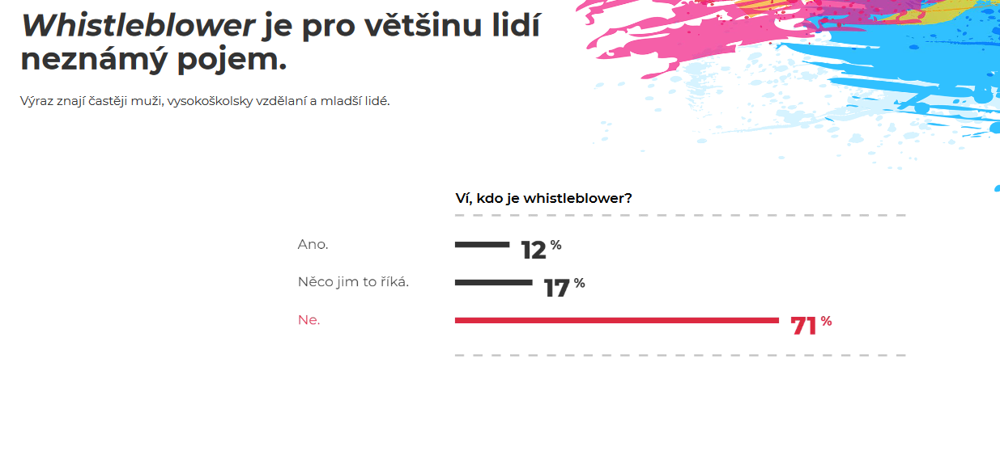 Whistleblower je pro většinu lidí
neznámý pojem.
Výraz znají častěji muži, vysokoškolsky vzdělaní a mladší lidé.
Ví, kdo je whistleblower?
Ano. 12 %
Něco jim to říká. 17 %
Ne. 71 %